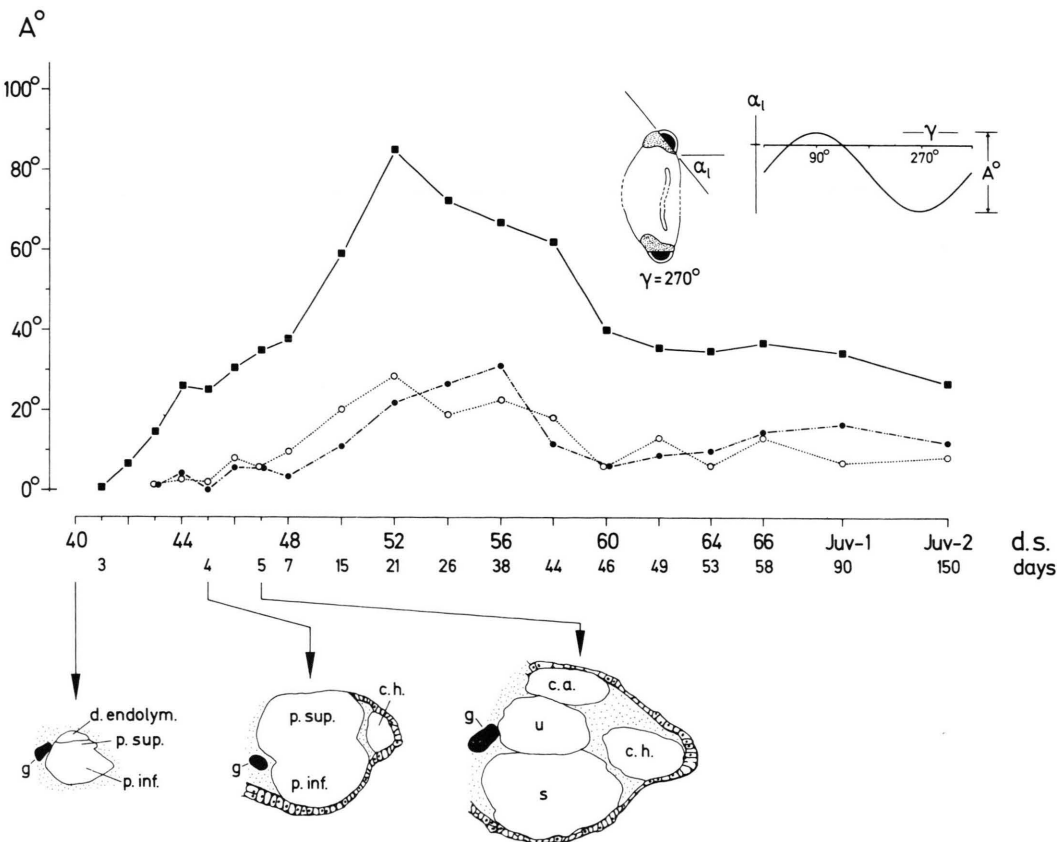 A°
100°
80°
60°
40°
20°
0°
αl
αl
γ
90°
270°
A°
γ = 270°
40 44 48 52 56 60 64 66 Juv-1 Juv-2 d.s.
3 4 5 7 15 21 26 38 44 46 49 53 58 90 150 days
d. endolym.
p. sup.
g
p. inf.
c.h.
p. sup.
g
p. inf.
c.a.
g
u
c.h.
s